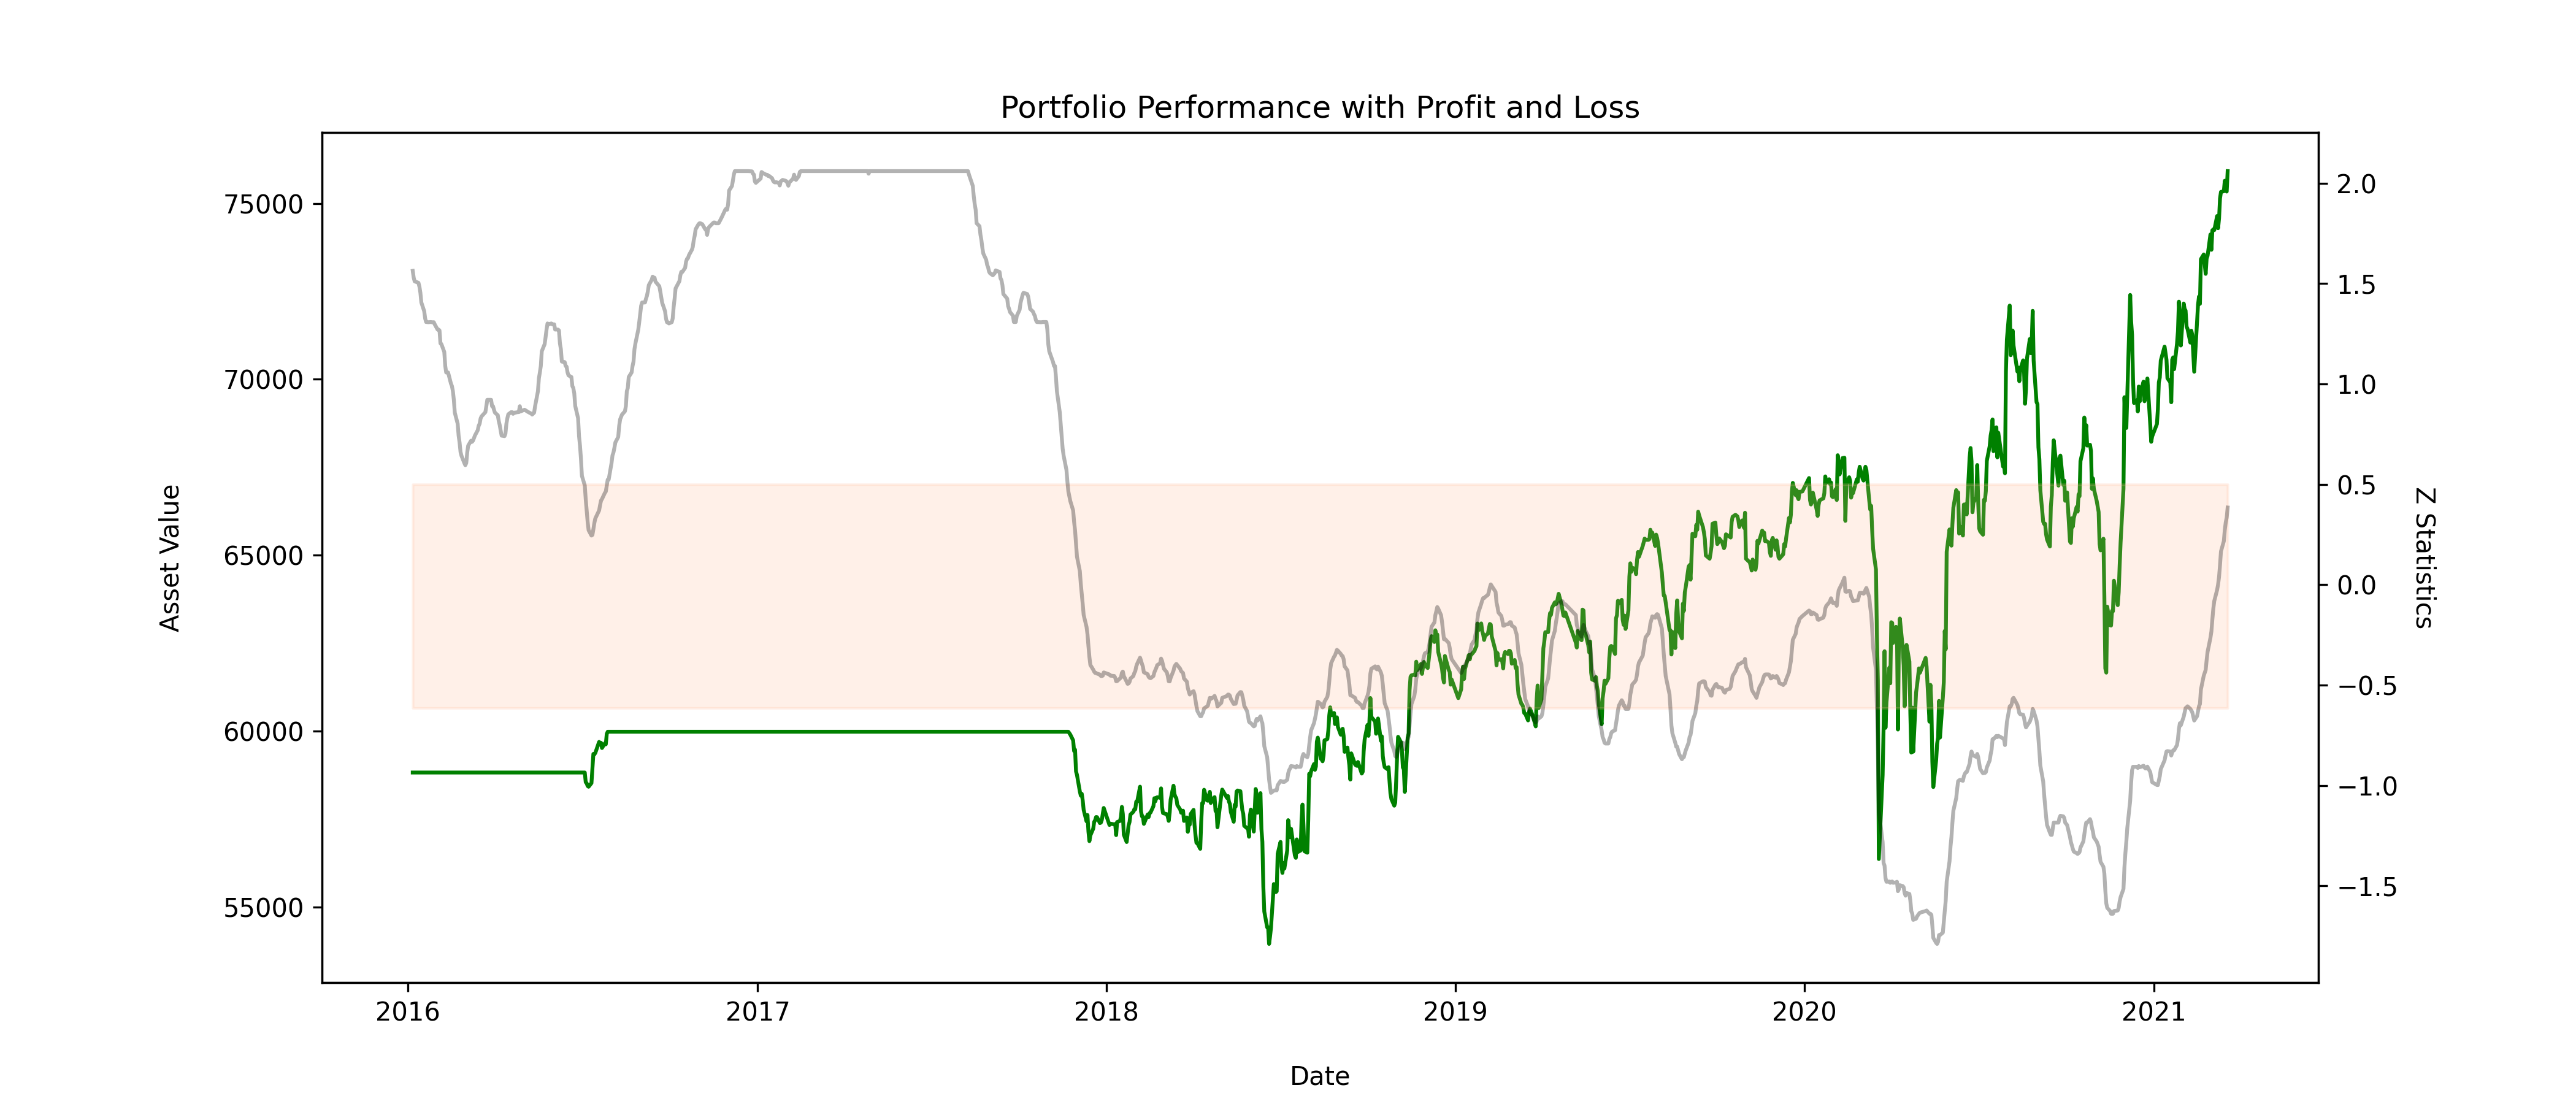 Portfolio Performance with Profit and Loss
75000
70000
65000
60000
55000
Asset Value
2.0
1.5
1.0
0.5
0.0
−0.5
−1.0
−1.5
Z Statistics
2016 2017 2018 2019 2020 2021
Date